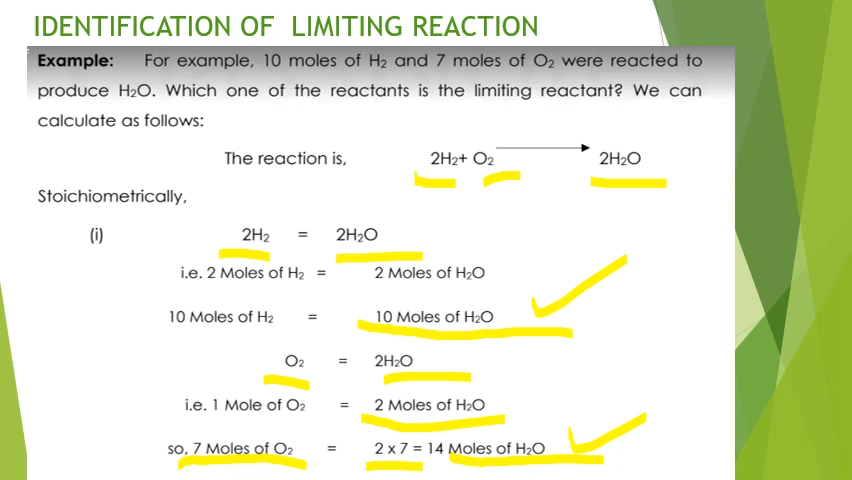 IDENTIFICATION OF LIMITING REACTION
Example: For example, 10 moles of H₂ and 7 moles of O₂ were reacted to
produce H₂O. Which one of the reactants is the limiting reactant? We can
calculate as follows:
The reaction is, 2H₂+ O₂ ⟶ 2H₂O
Stoichiometrically,
(i) 2H₂ = 2H₂O
i.e. 2 Moles of H₂ = 2 Moles of H₂O
10 Moles of H₂ = 10 Moles of H₂O
O₂ = 2H₂O
i.e. 1 Mole of O₂ = 2 Moles of H₂O
so, 7 Moles of O₂ = 2 x 7 = 14 Moles of H₂O